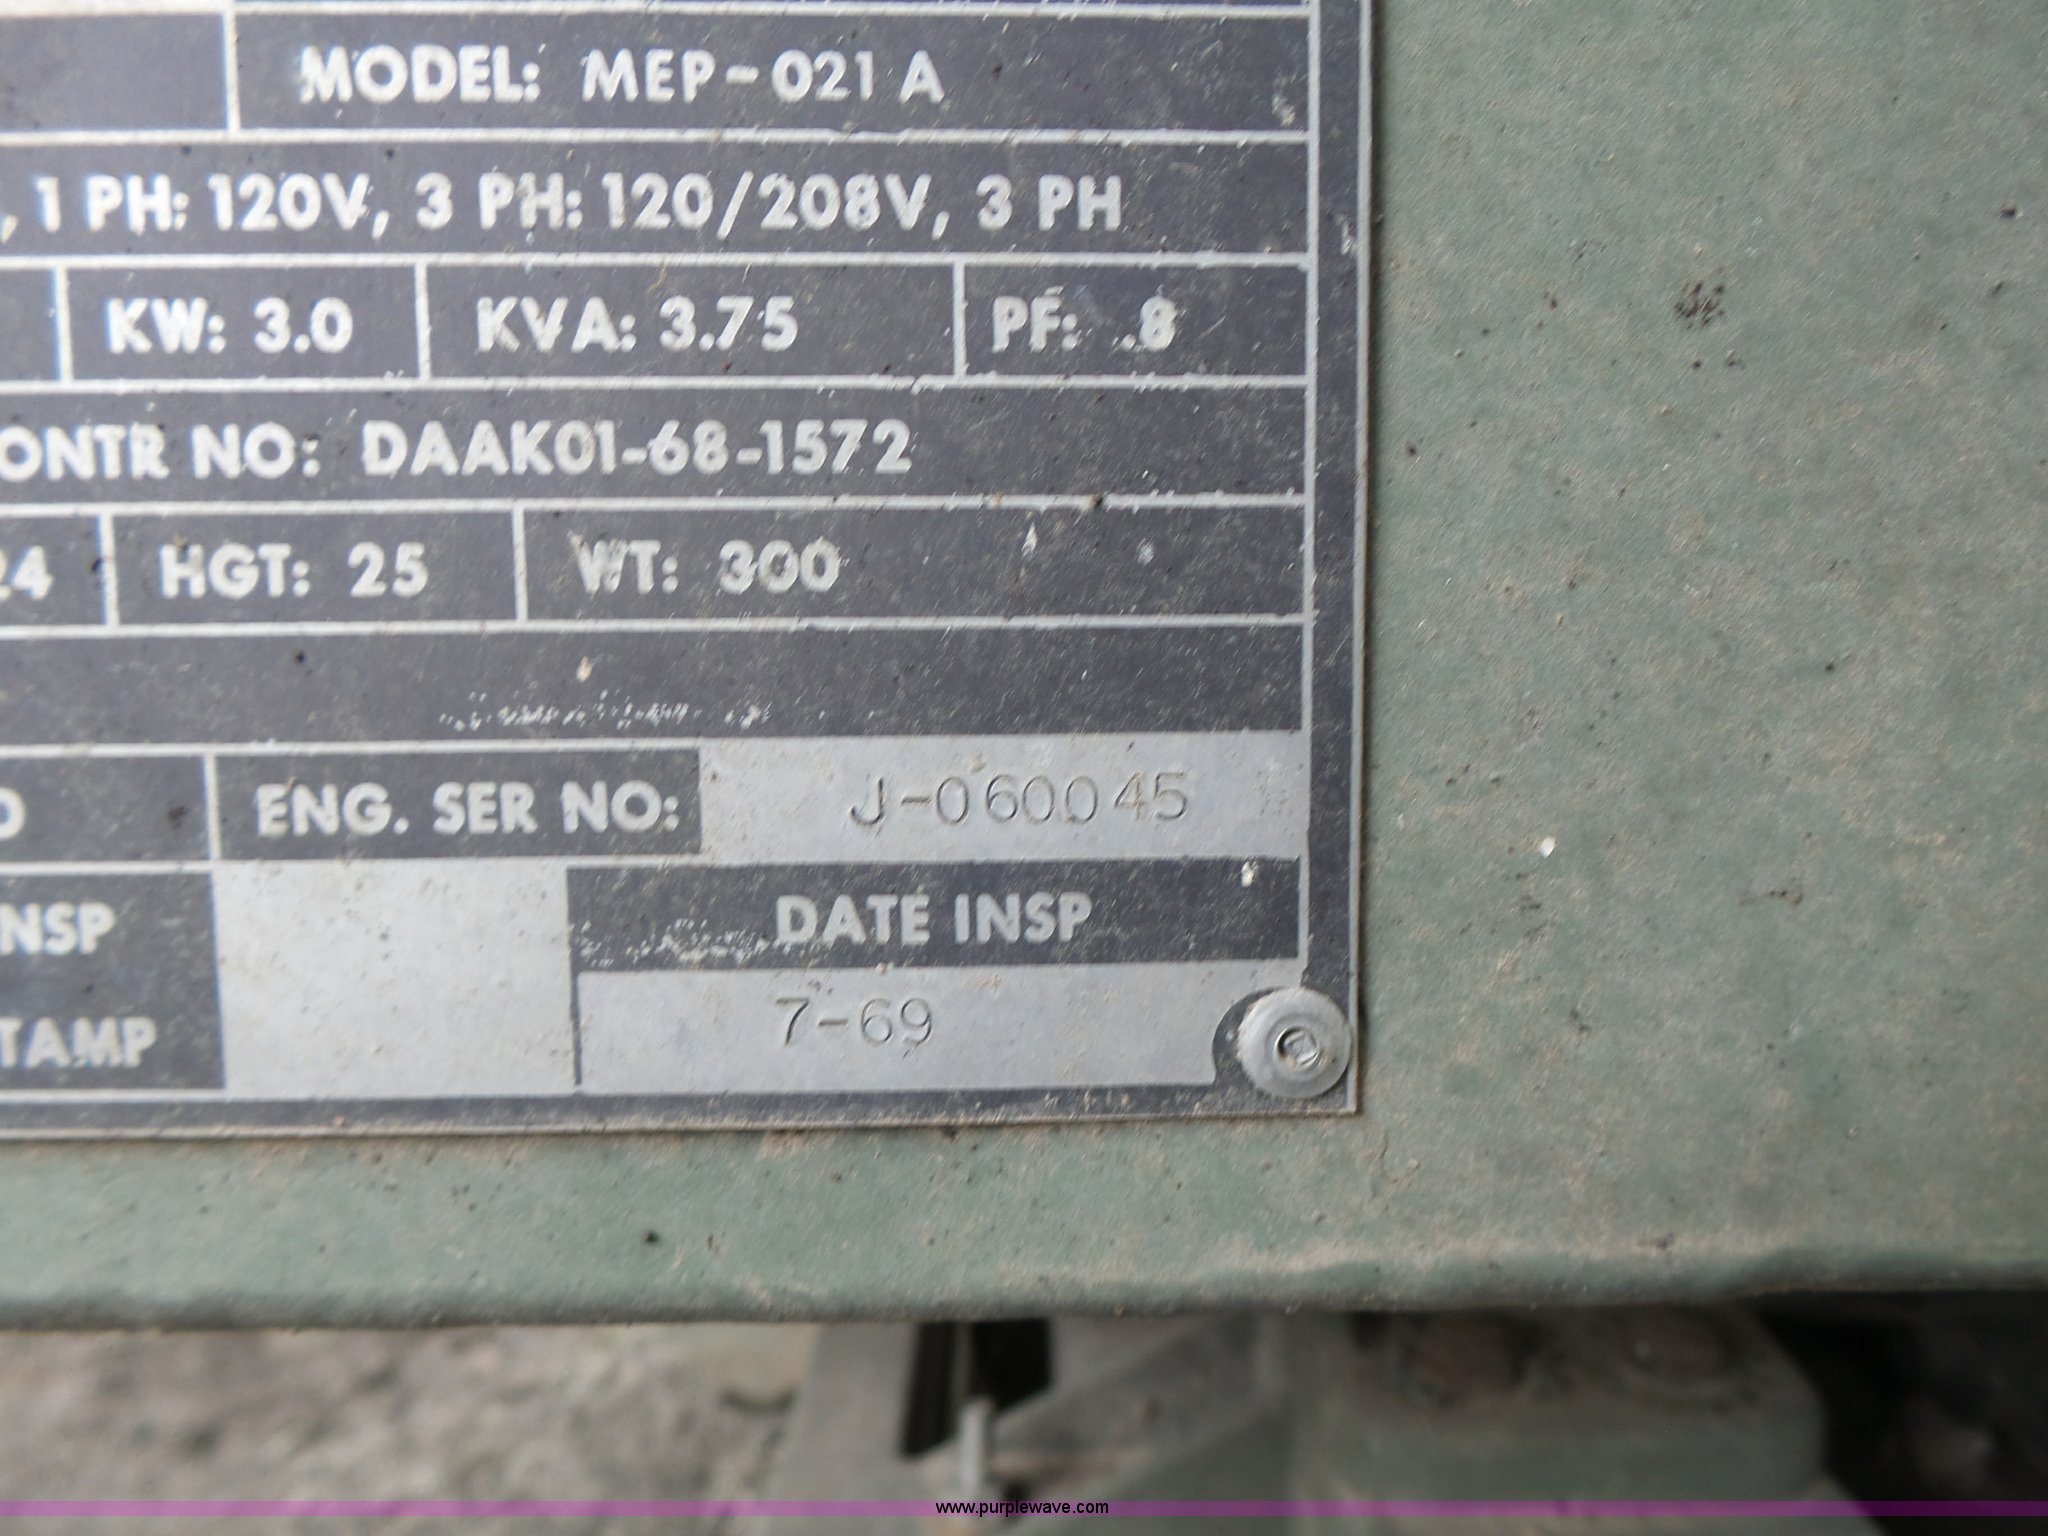 MODEL: MEP-021 A
, 1 PH: 120V, 3 PH: 120/208V, 3 PH
KW: 3.0 KVA: 3.75 PF: .8
ONTR NO: DAAK01-68-1572
24 HGT: 25 WT: 300
ENG. SER NO: J-060045
NSP DATE INSP
TAMP 7-69
www.purplewave.com